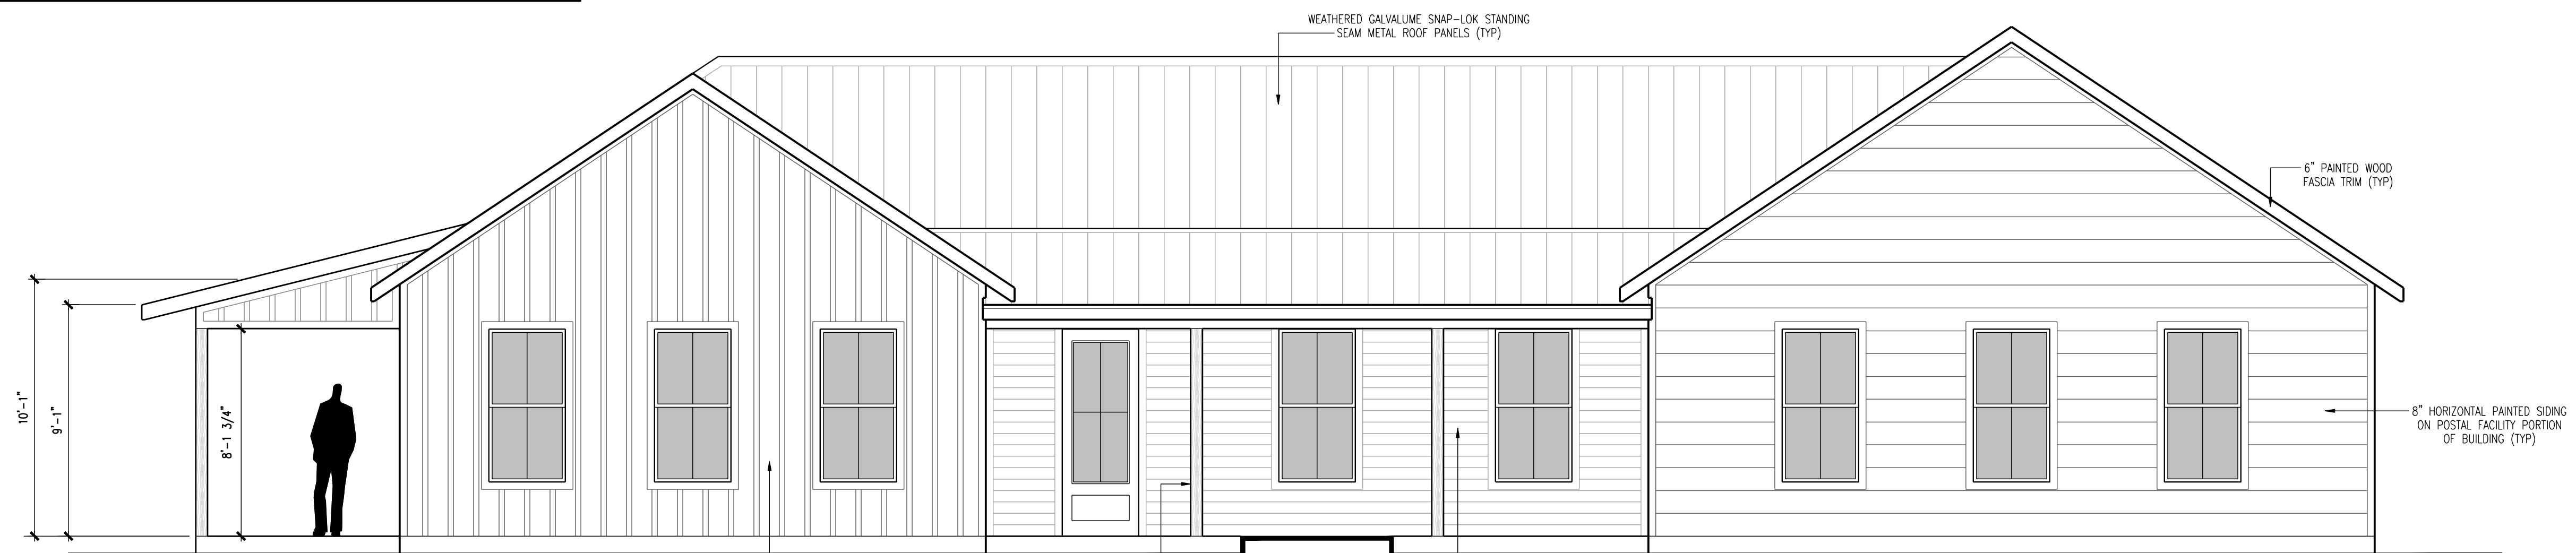 WEATHERED GALVALUME SNAP-LOK STANDING
SEAM METAL ROOF PANELS (TYP)
6" PAINTED WOOD
FASCIA TRIM (TYP)
10'-1"
9'-1"
8'-1 3/4"
8" HORIZONTAL PAINTED SIDING
ON POSTAL FACILITY PORTION
OF BUILDING (TYP)